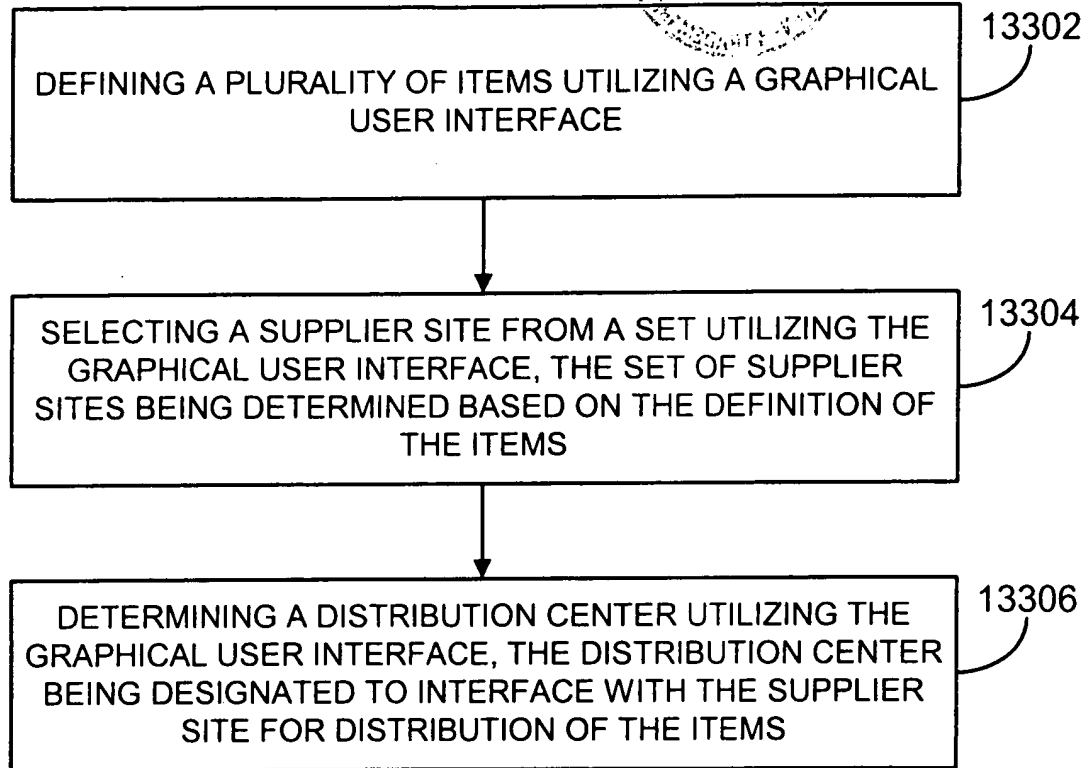 13302
DEFINING A PLURALITY OF ITEMS UTILIZING A GRAPHICAL
USER INTERFACE
13304
SELECTING A SUPPLIER SITE FROM A SET UTILIZING THE
GRAPHICAL USER INTERFACE, THE SET OF SUPPLIER
SITES BEING DETERMINED BASED ON THE DEFINITION OF
THE ITEMS
13306
DETERMINING A DISTRIBUTION CENTER UTILIZING THE
GRAPHICAL USER INTERFACE, THE DISTRIBUTION CENTER
BEING DESIGNATED TO INTERFACE WITH THE SUPPLIER
SITE FOR DISTRIBUTION OF THE ITEMS